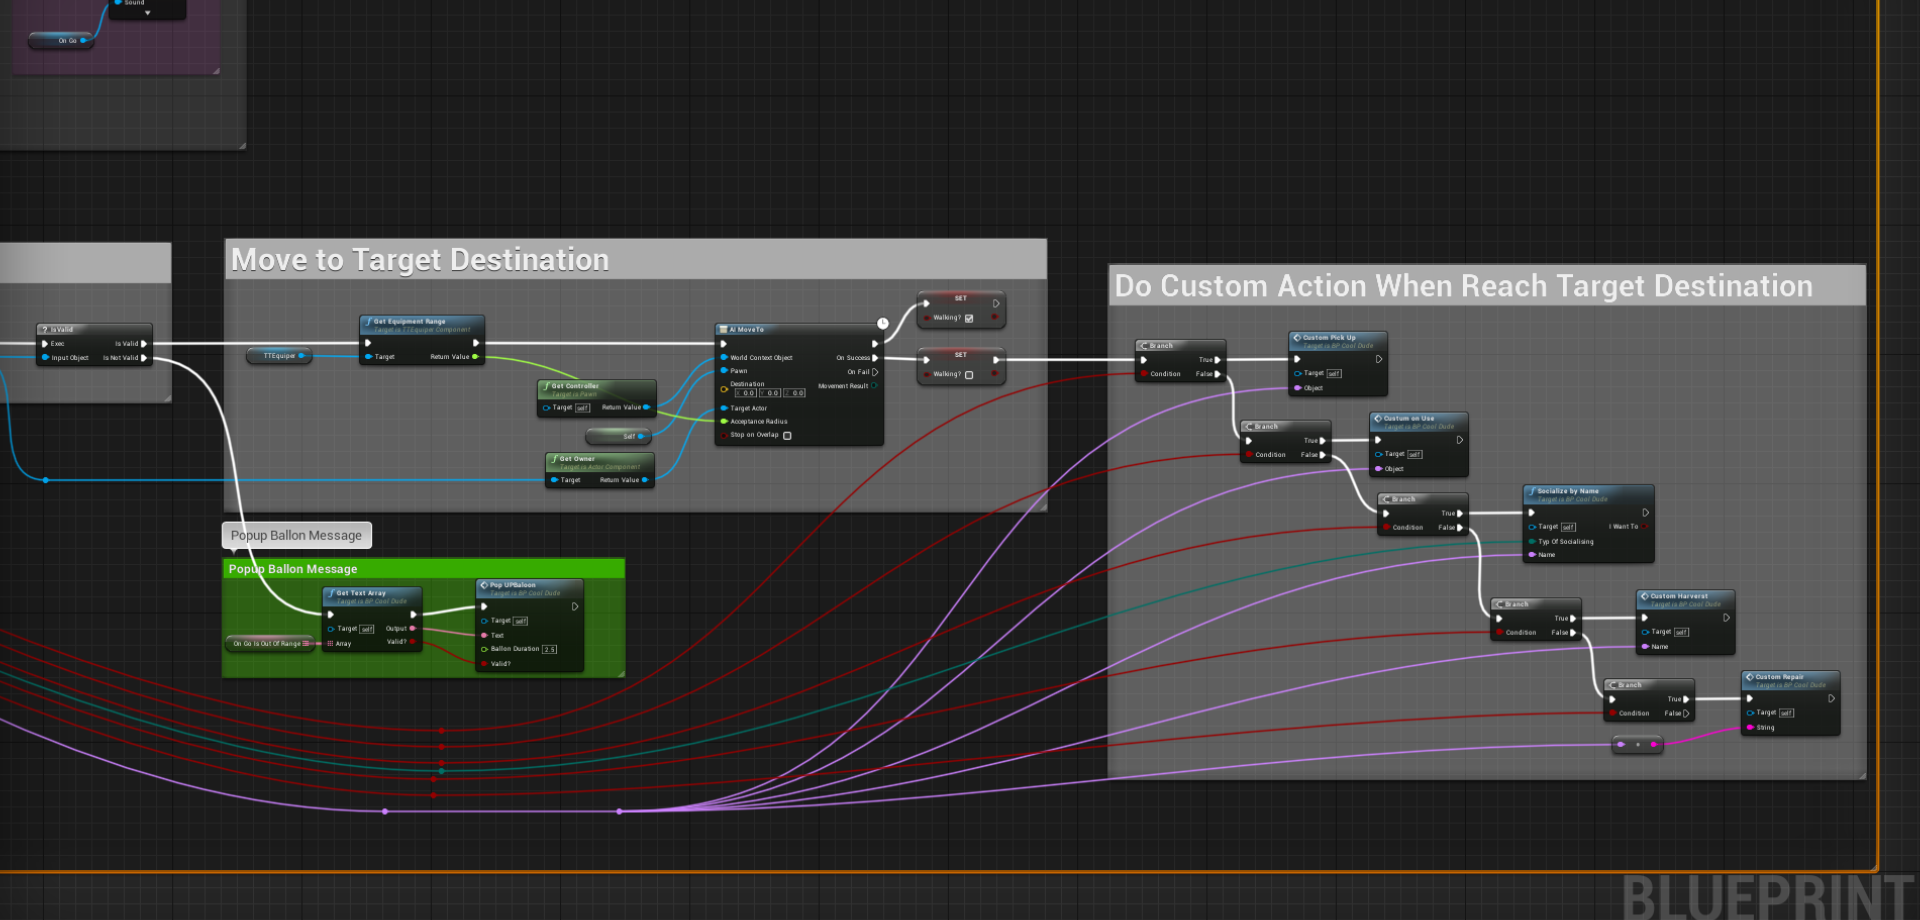 Sound
On Go
Move to Target Destination
? IsValid
Exec
Is Valid
Input Object
Is Not Valid
TTEquiper
Get Equipment Range
Target is TTEquiper Component
Target
Return Value
Get Controller
Target is Pawn
Target
self
Return Value
Self
Get Owner
Target is Actor Component
Target
Return Value
AI MoveTo
World Context Object
On Success
Pawn
On Fail
Destination
X 0.0 Y 0.0 Z 0.0
Movement Result
Target Actor
Acceptance Radius
Stop on Overlap
SET
Walking?
SET
Walking?
Popup Ballon Message
Popup Ballon Message
Get Text Array
Target is BP Cool Dude
Target
self
Output
Array
Valid?
On Go Is Out Of Range
Pop UPBaloon
Target is BP Cool Dude
Target
self
Text
Ballon Duration
2.5
Valid?
Do Custom Action When Reach Target Destination
Branch
True
Condition
False
Custom Pick Up
Target is BP Cool Dude
Target
self
Object
Branch
True
Condition
False
Custum on Use
Target is BP Cool Dude
Target
self
Object
Branch
True
Condition
False
Socialize by Name
Target is BP Cool Dude
Target
self
I Want To
Typ Of Socialising
Name
Branch
True
Condition
False
Custom Harverst
Target is BP Cool Dude
Target
self
Name
Branch
True
Condition
False
Custom Repair
Target is BP Cool Dude
Target
self
String
BLUEPRINT